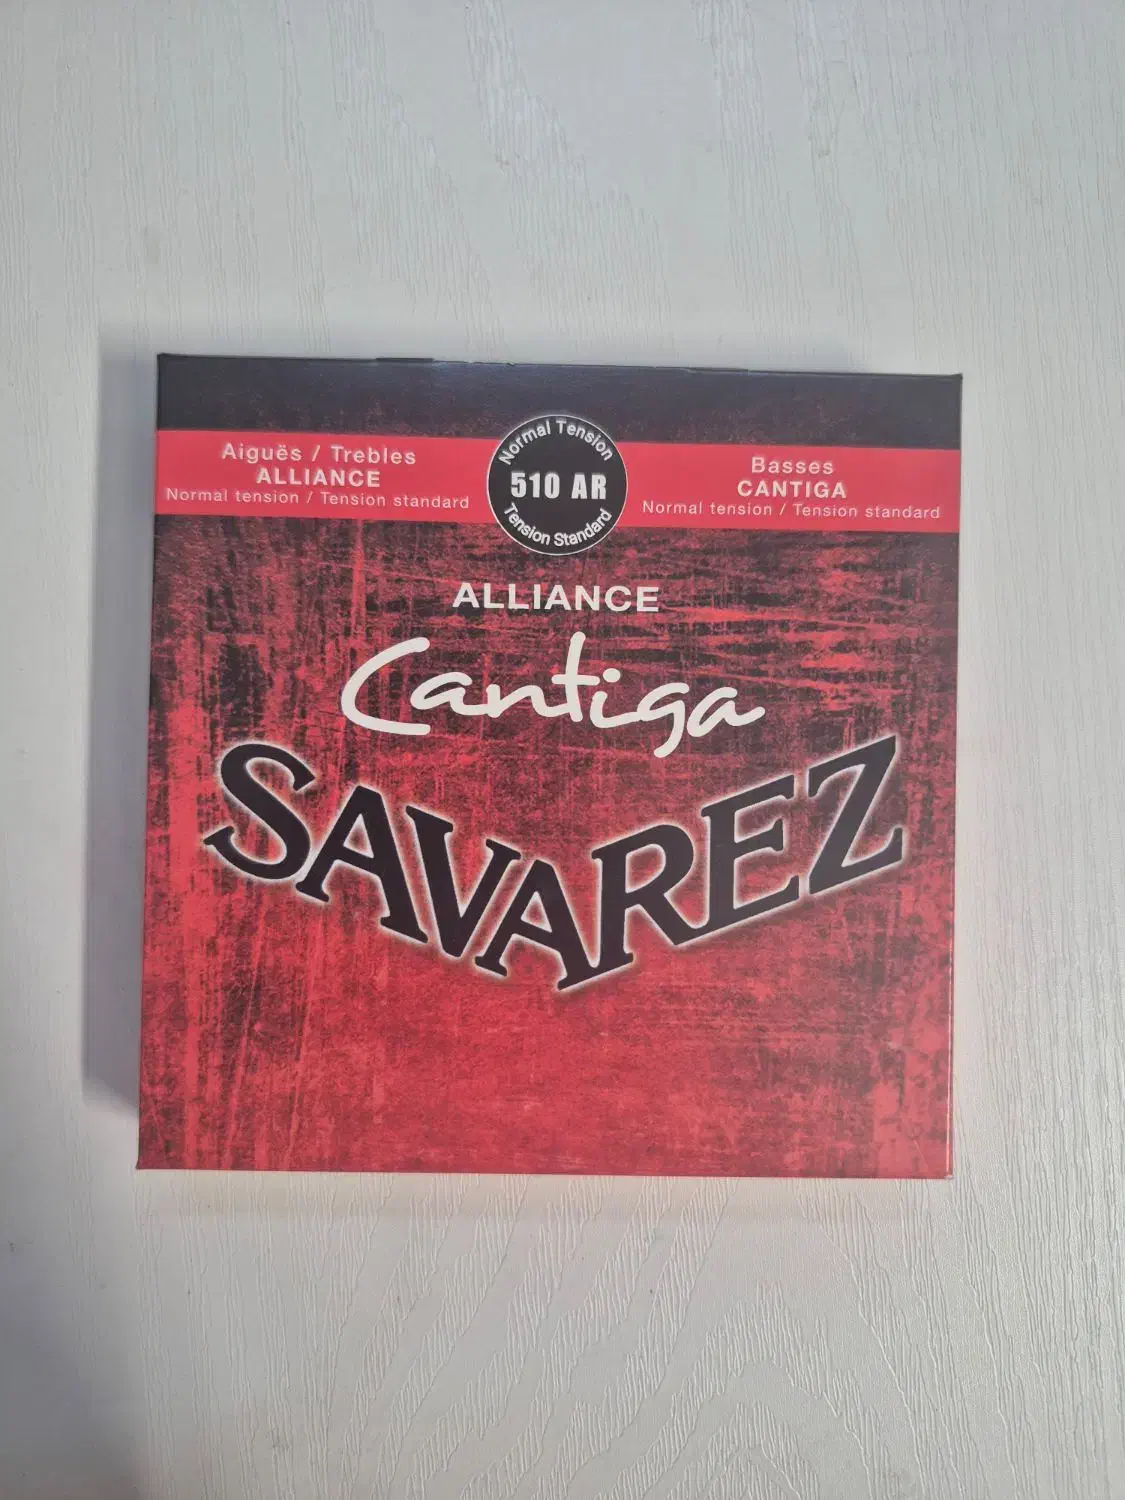 Aiguës / Trebles
ALLIANCE
Normal tension / Tension standard
Normal Tension
510 AR
Tension Standard
Basses
CANTIGA
Normal tension / Tension standard
ALLIANCE
Cantiga
SAVAREZ